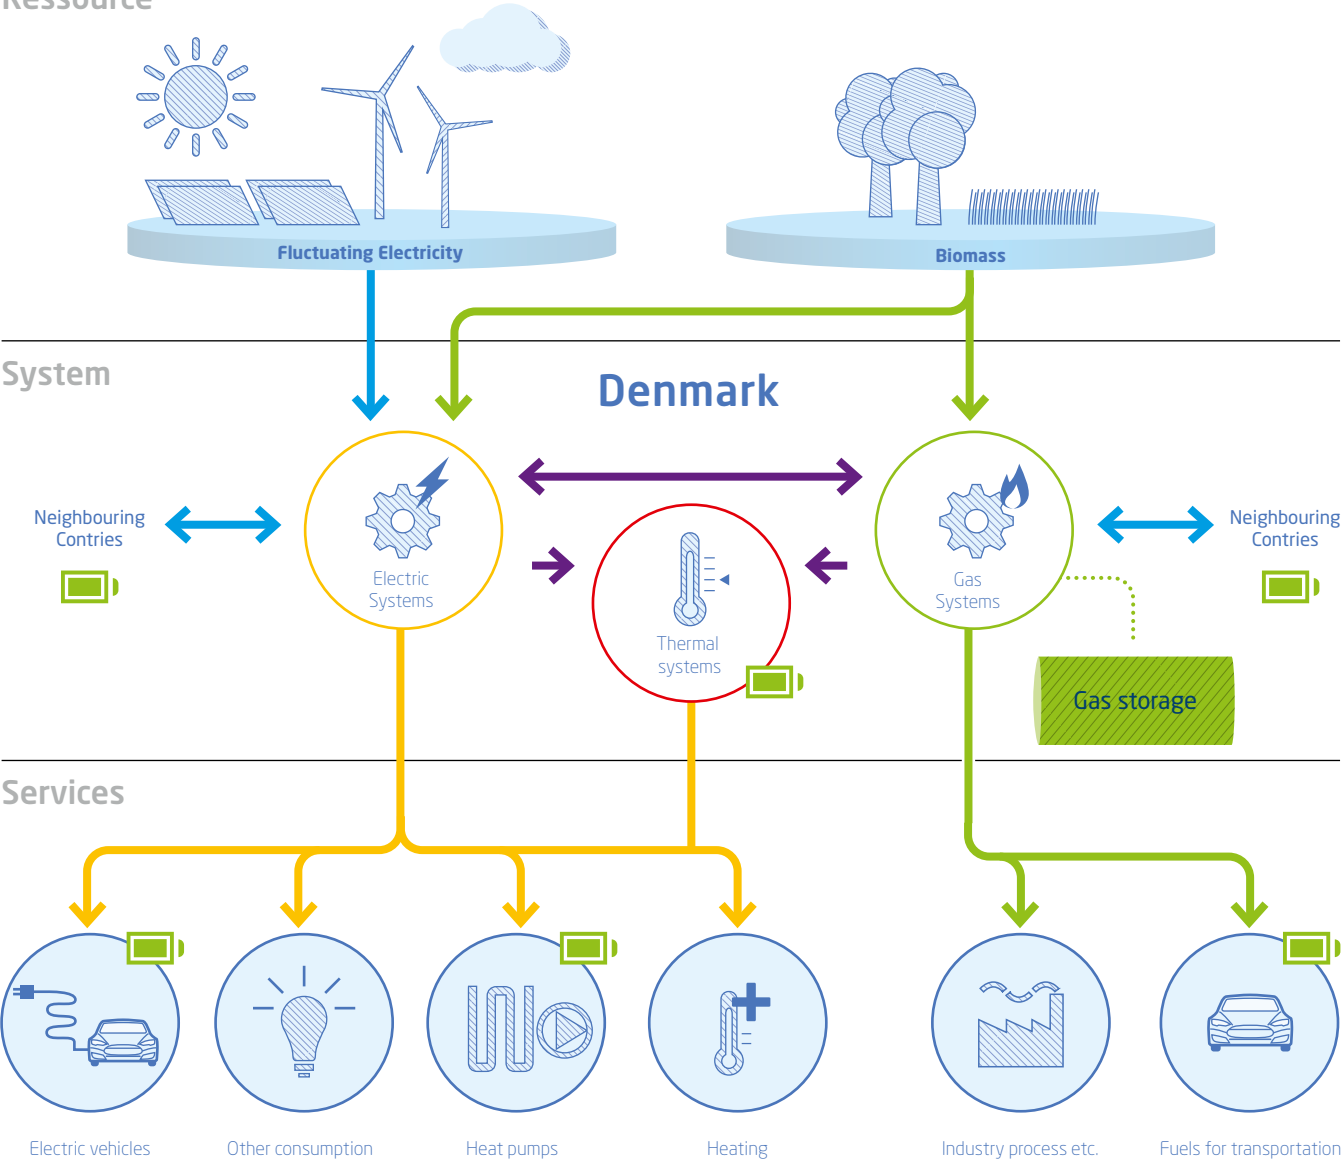 Ressource
Fluctuating Electricity
Biomass
System
Denmark
Neighbouring
Contries
Electric
Systems
Thermal
systems
Gas
Systems
Neighbouring
Contries
Gas storage
Services
Electric vehicles
Other consumption
Heat pumps
Heating
Industry process etc.
Fuels for transportation